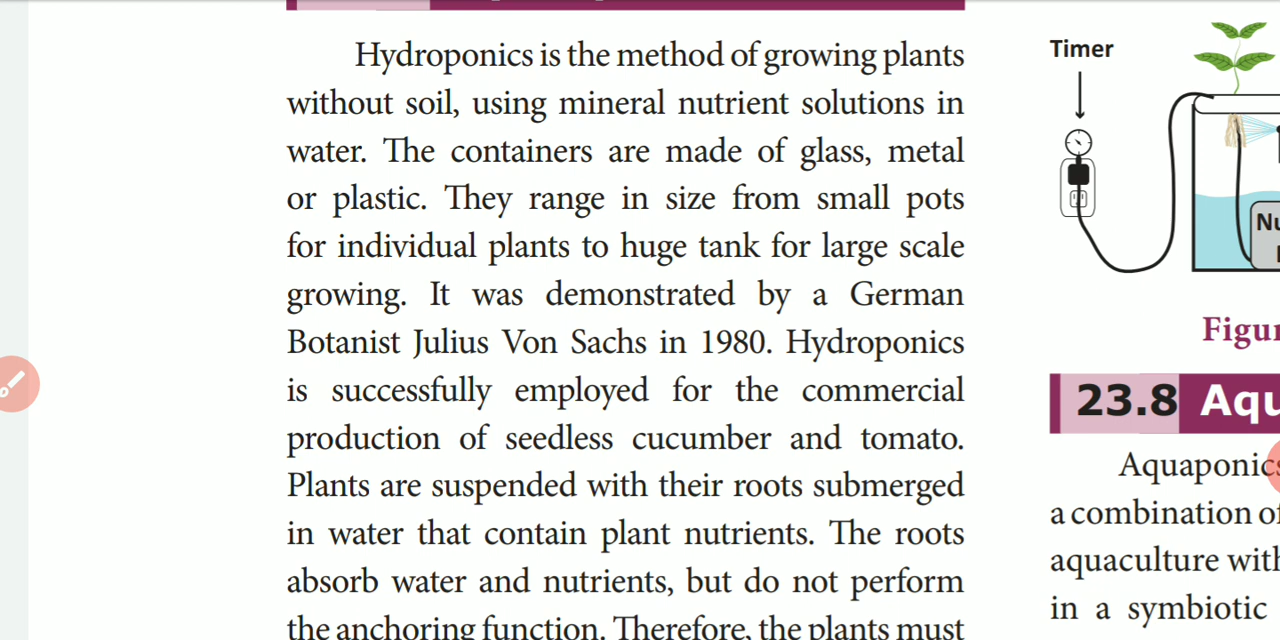 Hydroponics is the method of growing plants
without soil, using mineral nutrient solutions in
water. The containers are made of glass, metal
or plastic. They range in size from small pots
for individual plants to huge tank for large scale
growing. It was demonstrated by a German
Botanist Julius Von Sachs in 1980. Hydroponics
is successfully employed for the commercial
production of seedless cucumber and tomato.
Plants are suspended with their roots submerged
in water that contain plant nutrients. The roots
absorb water and nutrients, but do not perform
the anchoring function. Therefore, the plants must
Timer
23.8
Aquaponics
a combination of
aquaculture with
in a symbiotic